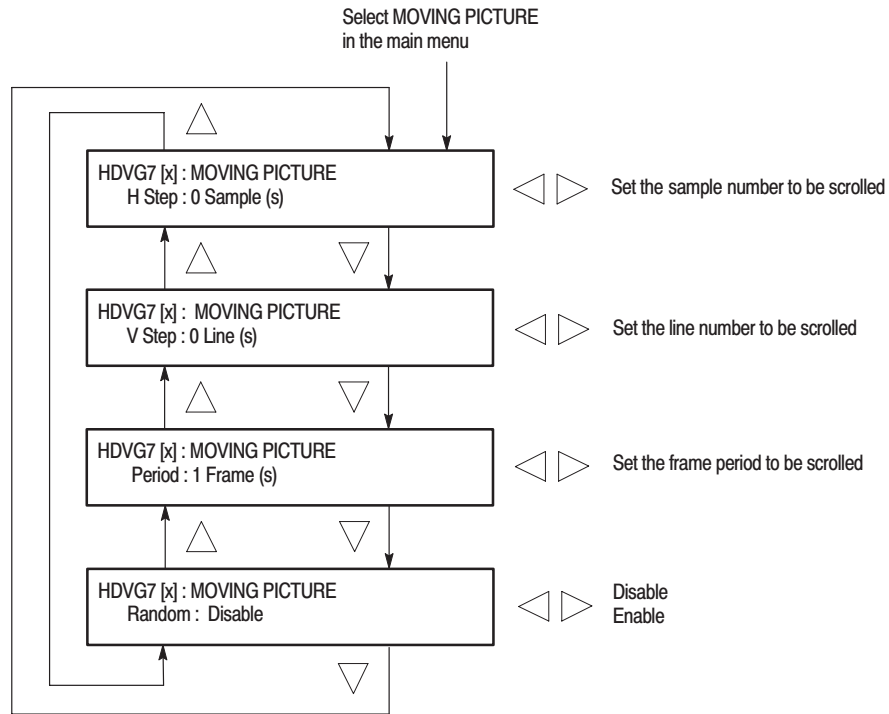 Select MOVING PICTURE
in the main menu
HDVG7 [x] : MOVING PICTURE
H Step : 0 Sample (s)
Set the sample number to be scrolled
HDVG7 [x] :  MOVING PICTURE
V Step : 0 Line (s)
Set the line number to be scrolled
HDVG7 [x] : MOVING PICTURE
Period : 1 Frame (s)
Set the frame period to be scrolled
HDVG7 [x] : MOVING PICTURE
Random :  Disable
Disable
Enable